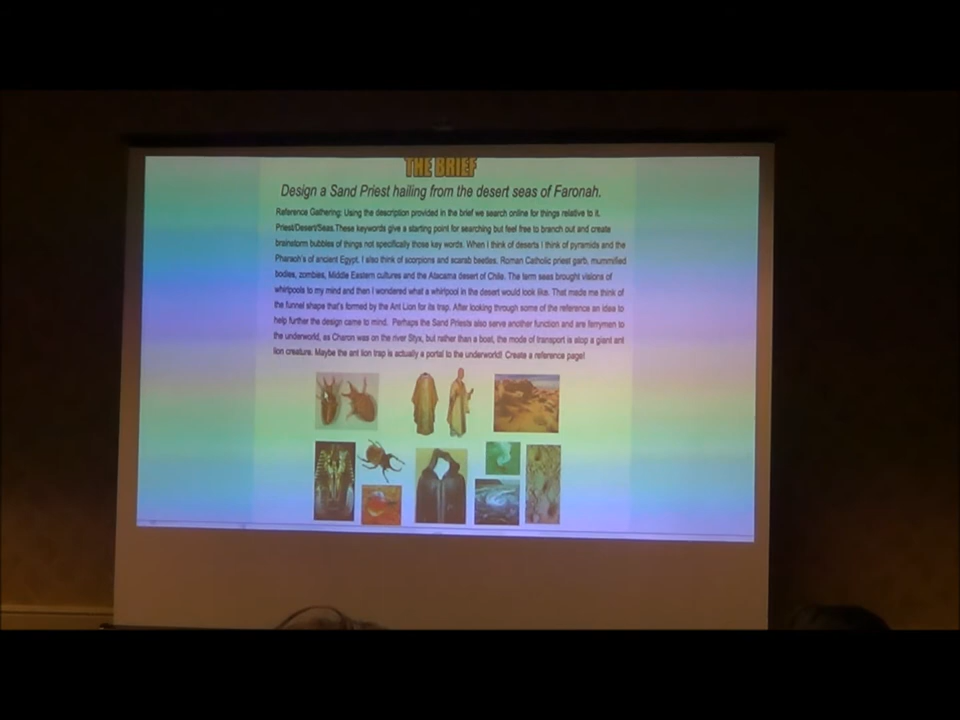 THE BRIEF
Design a Sand Priest hailing from the desert seas of Faronah.
Reference Gathering: Using the description provided in the brief we search online for things relative to it.
Priest/Desert/Seas.These keywords give a starting point for searching but feel free to branch out and create
brainstorm bubbles of things not specifically those key words. When I think of deserts I think of pyramids and the
Pharaoh's of ancient Egypt. I also think of scorpions and scarab beetles, Roman Catholic priest garb, mummified
bodies, zombies, Middle Eastern cultures and the Atacama desert of Chile. The term seas brought visions of
whirlpools to my mind and then I wondered what a whirlpool in the desert would look like. That made me think of
the funnel shape that's formed by the Ant Lion for its trap. After looking through some of the reference an idea to
help further the design came to mind. Perhaps the Sand Priests also serve another function and are ferrymen to
the underworld, as Charon was on the river Styx, but rather than a boat, the mode of transport is atop a giant ant
lion creature. Maybe the ant lion trap is actually a portal to the underworld! Create a reference page!